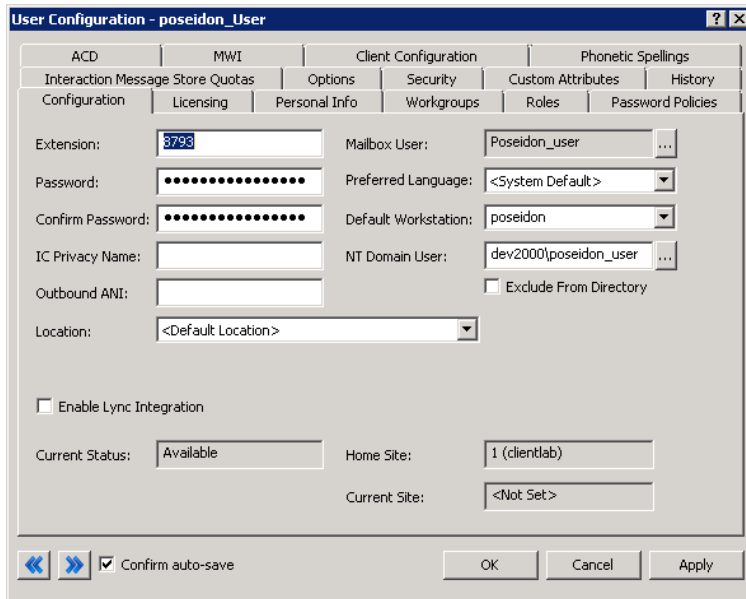 User Configuration - poseidon_User
ACD MWI Client Configuration Phonetic Spellings
Interaction Message Store Quotas Options Security Custom Attributes History
Configuration Licensing Personal Info Workgroups Roles Password Policies
Extension: 8793 Mailbox User: Poseidon_user ...
Password: •••••••••••••••• Preferred Language: <System Default>
Confirm Password: •••••••••••••••• Default Workstation: poseidon
IC Privacy Name: NT Domain User: dev2000\poseidon_user ...
Outbound ANI: Exclude From Directory
Location: <Default Location>
Enable Lync Integration
Current Status: Available Home Site: 1 (clientlab)
Current Site: <Not Set>
Confirm auto-save OK Cancel Apply